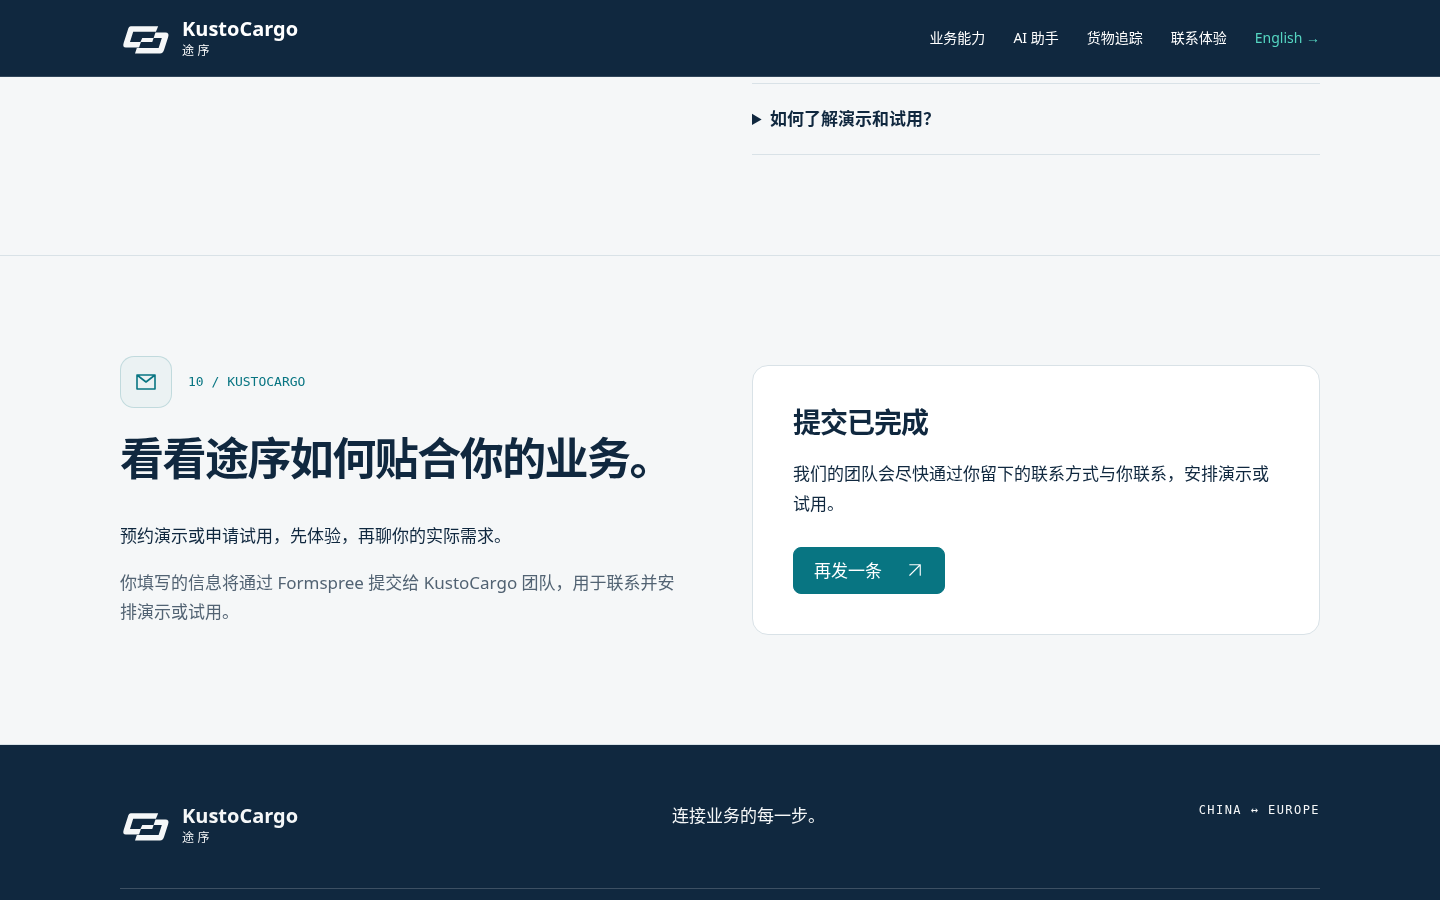 KustoCargo
途序
业务能力
AI 助手
货物追踪
联系体验
English →
如何了解演示和试用？
10 / KUSTOCARGO
看看途序如何贴合你的业务。
预约演示或申请试用，先体验，再聊你的实际需求。
你填写的信息将通过 Formspree 提交给 KustoCargo 团队，用于联系并安
排演示或试用。
提交已完成
我们的团队会尽快通过你留下的联系方式与你联系，安排演示或
试用。
再发一条
KustoCargo
途序
连接业务的每一步。
CHINA ↔ EUROPE